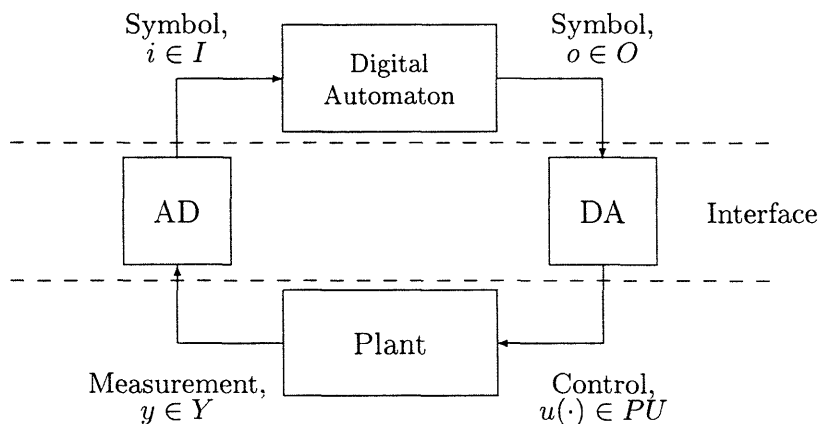 Symbol,
i ∈ I
Digital
Automaton
Symbol,
o ∈ O
AD
DA
Interface
Plant
Measurement,
y ∈ Y
Control,
u(·) ∈ PU